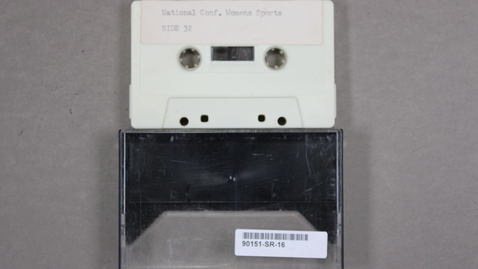 National Conf. Womens Sports
SIDE 32
90151-SR-16